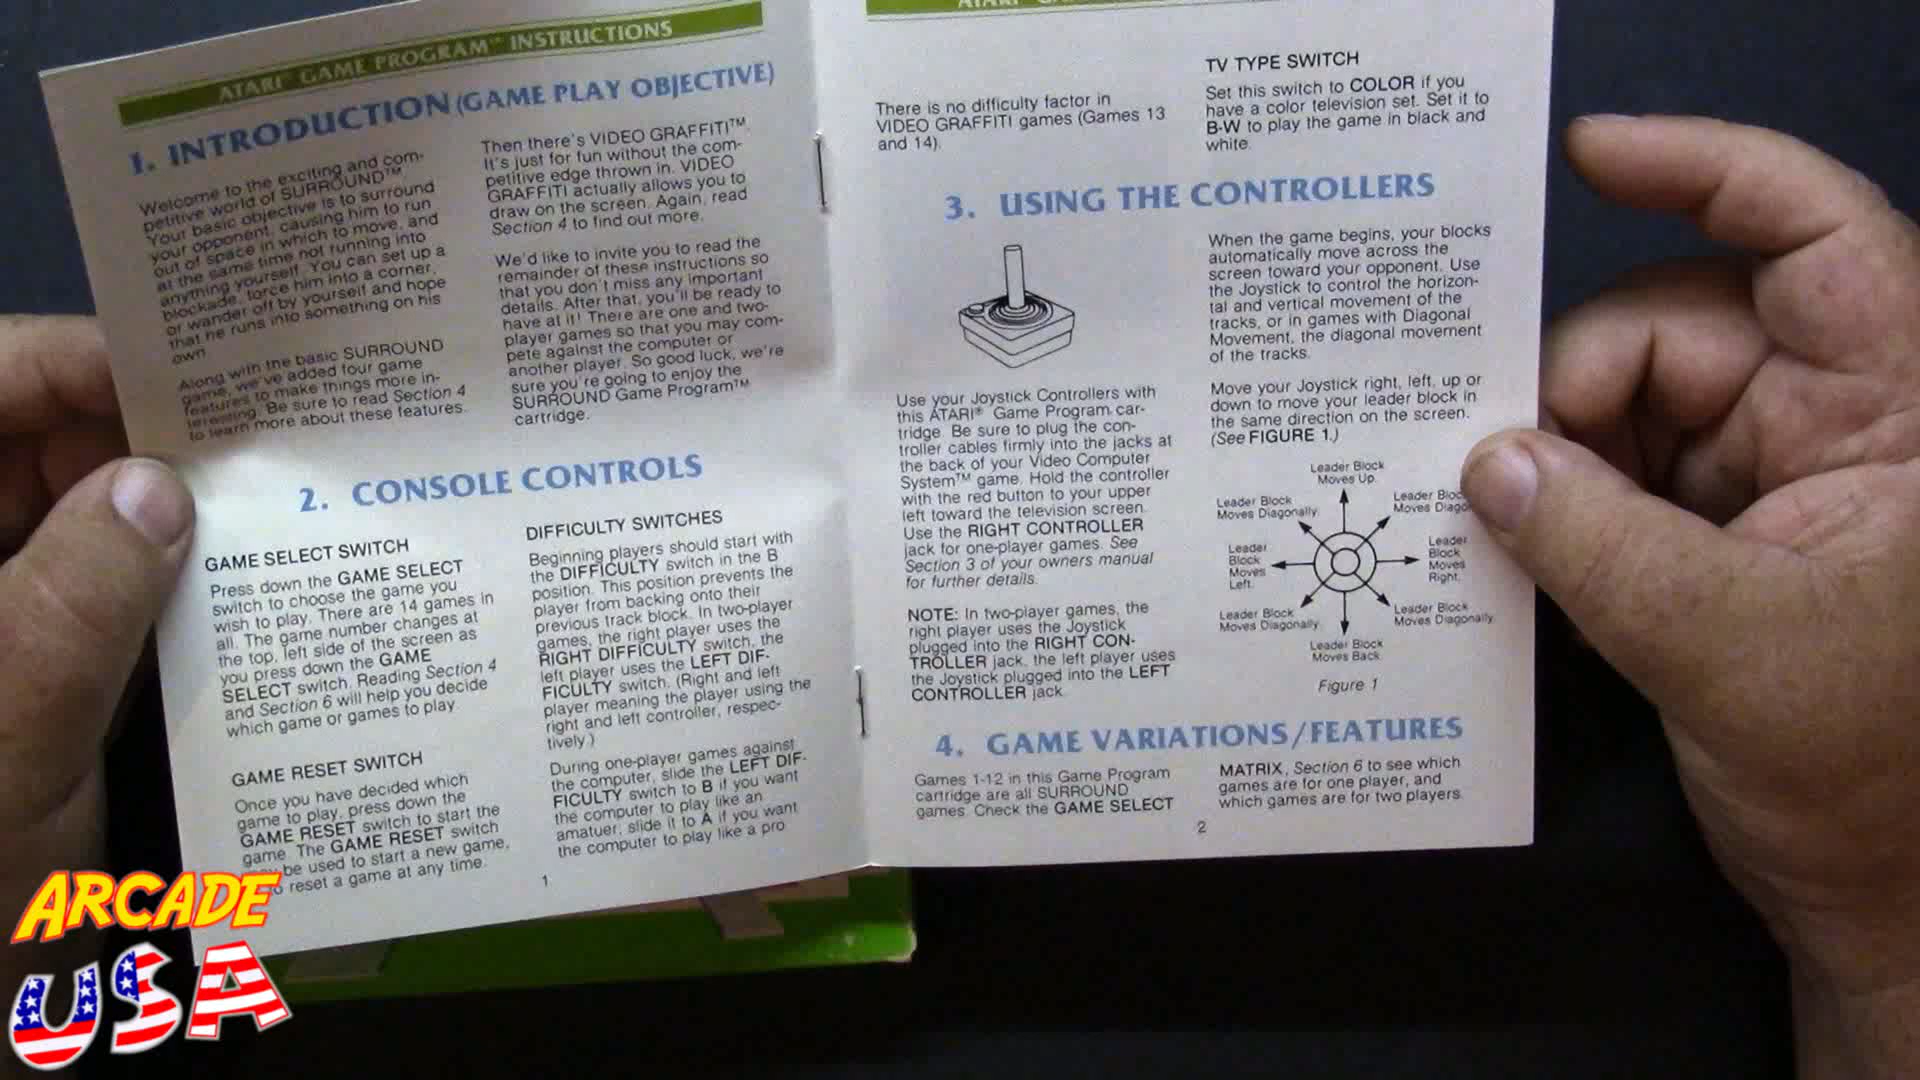 ATARI® GAME PROGRAM™ INSTRUCTIONS
1. INTRODUCTION (GAME PLAY OBJECTIVE)
Welcome to the exciting and com-
petitive world of SURROUND™.
Your basic objective is to surround
your opponent, causing him to run
out of space in which to move, and
at the same time not running into
anything yourself. You can set up a
blockade, force him into a corner,
or wander off by yourself and hope
that he runs into something on his
own.
Along with the basic SURROUND
game, we've added four game
features to make things more in-
teresting. Be sure to read Section 4
to learn more about these features.
Then there's VIDEO GRAFFITI™.
It's just for fun without the com-
petitive edge thrown in. VIDEO
GRAFFITI actually allows you to
draw on the screen. Again, read
Section 4 to find out more.
We'd like to invite you to read the
remainder of these instructions so
that you don't miss any important
details. After that, you'll be ready to
have at it! There are one and two-
player games so that you may com-
pete against the computer or
another player. So good luck, we're
sure you're going to enjoy the
SURROUND Game Program™
cartridge.
2. CONSOLE CONTROLS
GAME SELECT SWITCH
Press down the GAME SELECT
switch to choose the game you
wish to play. There are 14 games in
all. The game number changes at
the top, left side of the screen as
you press down the GAME
SELECT switch. Reading Section 4
and Section 6 will help you decide
which game or games to play.
GAME RESET SWITCH
Once you have decided which
game to play, press down the
GAME RESET switch to start the
game. The GAME RESET switch
be used to start a new game,
reset a game at any time.
DIFFICULTY SWITCHES
Beginning players should start with
the DIFFICULTY switch in the B
position. This position prevents the
player from backing onto their
previous track block. In two-player
games, the right player uses the
RIGHT DIFFICULTY switch, the
left player uses the LEFT DIF-
FICULTY switch. (Right and left
player meaning the player using the
right and left controller, respec-
tively.)
During one-player games against
the computer, slide the LEFT DIF-
FICULTY switch to B if you want
the computer to play like an
amatuer, slide it to A if you want
the computer to play like a pro
1
There is no difficulty factor in
VIDEO GRAFFITI games (Games 13
and 14).
TV TYPE SWITCH
Set this switch to COLOR if you
have a color television set. Set it to
B-W to play the game in black and
white.
3. USING THE CONTROLLERS
Use your Joystick Controllers with
this ATARI® Game Program car-
tridge. Be sure to plug the con-
troller cables firmly into the jacks at
the back of your Video Computer
System™ game. Hold the controller
with the red button to your upper
left toward the television screen.
Use the RIGHT CONTROLLER
jack for one-player games. See
Section 3 of your owners manual
for further details.
NOTE: In two-player games, the
right player uses the Joystick
plugged into the RIGHT CON-
TROLLER jack, the left player uses
the Joystick plugged into the LEFT
CONTROLLER jack.
When the game begins, your blocks
automatically move across the
screen toward your opponent. Use
the Joystick to control the horizon-
tal and vertical movement of the
tracks, or in games with Diagonal
Movement, the diagonal movement
of the tracks.
Move your Joystick right, left, up or
down to move your leader block in
the same direction on the screen.
(See FIGURE 1.)
Leader Block
Moves Up.
Leader Block
Moves Diagonally.
Leader
Moves
Leader
Block
Moves
Left.
Leader
Block
Moves
Right.
Leader Block
Moves Diagonally.
Leader Block
Moves Diagonally.
Leader Block
Moves Back.
Figure 1
4. GAME VARIATIONS/FEATURES
Games 1-12 in this Game Program
cartridge are all SURROUND
games. Check the GAME SELECT
MATRIX, Section 6 to see which
games are for one player, and
which games are for two players.
2
ARCADE
USA